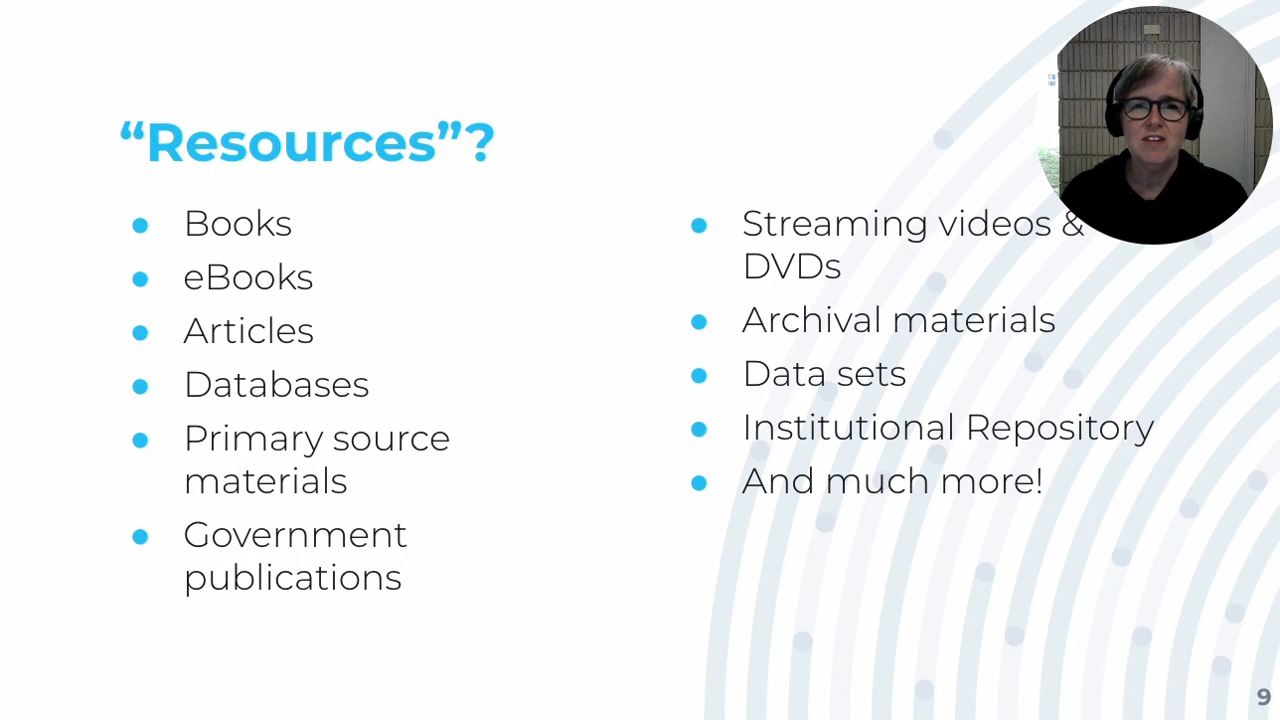 “Resources”?
● Books
● eBooks
● Articles
● Databases
● Primary source
materials
● Government
publications
● Streaming videos &
DVDs
● Archival materials
● Data sets
● Institutional Repository
● And much more!
9